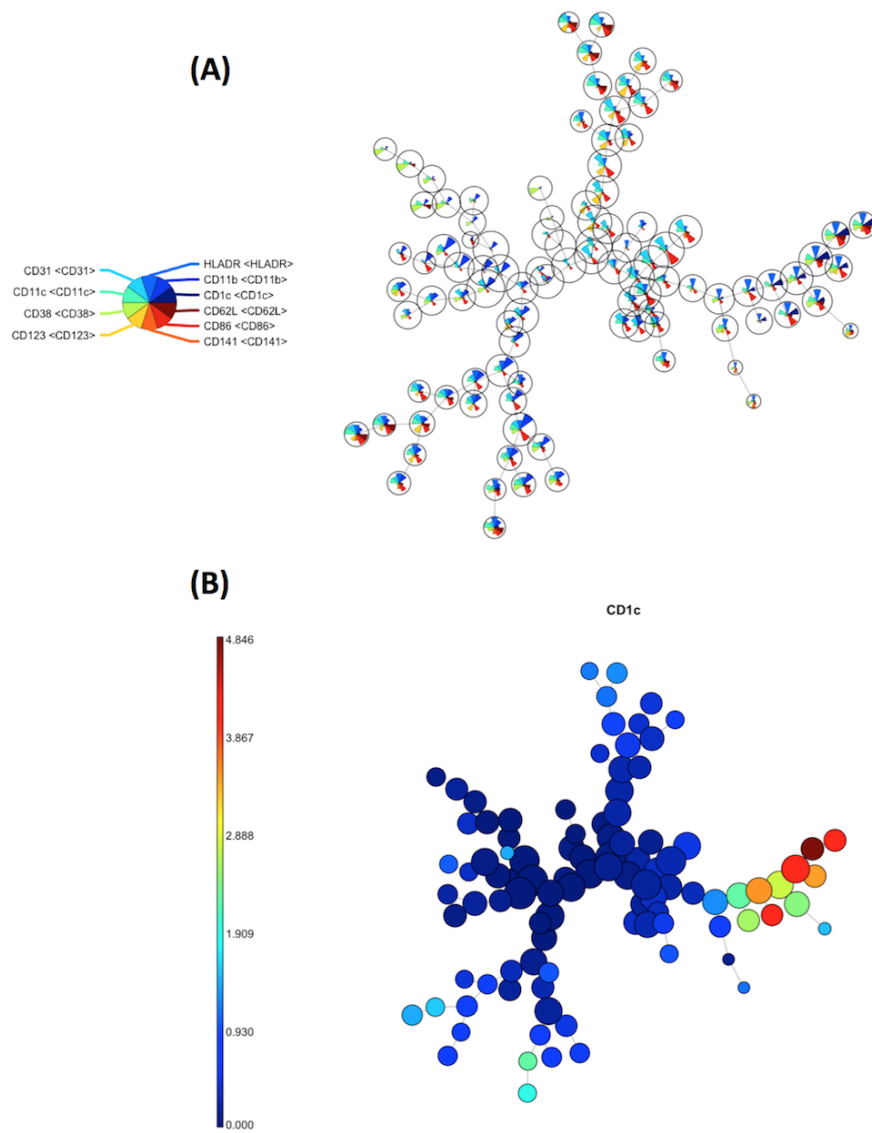 (A)
CD31 <CD31>
CD11c <CD11c>
CD38 <CD38>
CD123 <CD123>
HLADR <HLADR>
CD11b <CD11b>
CD1c <CD1c>
CD62L <CD62L>
CD86 <CD86>
CD141 <CD141>
(B)
CD1c
4.846
3.867
2.888
1.909
0.930
0.000